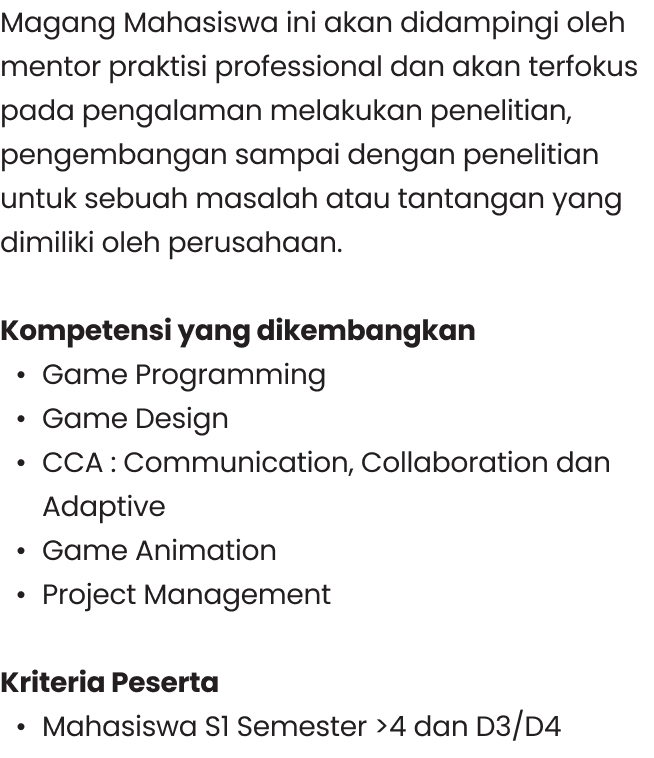 Magang Mahasiswa ini akan didampingi oleh
mentor praktisi professional dan akan terfokus
pada pengalaman melakukan penelitian,
pengembangan sampai dengan penelitian
untuk sebuah masalah atau tantangan yang
dimiliki oleh perusahaan.
Kompetensi yang dikembangkan
• Game Programming
• Game Design
• CCA : Communication, Collaboration dan
Adaptive
• Game Animation
• Project Management
Kriteria Peserta
• Mahasiswa S1 Semester >4 dan D3/D4